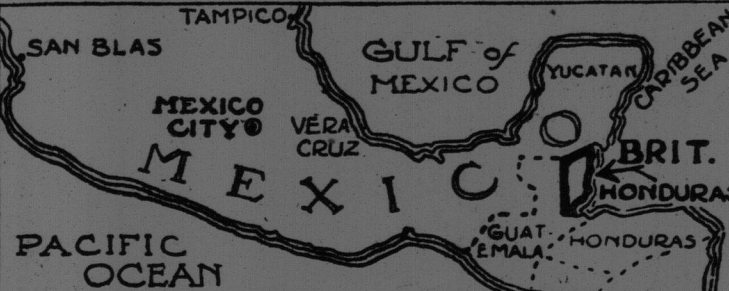 TAMPICO
SAN BLAS
GULF of
MEXICO
YUCATAN
CARIBBEAN
SEA
MEXICO
CITY
VERA
CRUZ
MEXICO
BRIT.
HONDURAS
GUAT
EMALA
HONDURAS
PACIFIC
OCEAN